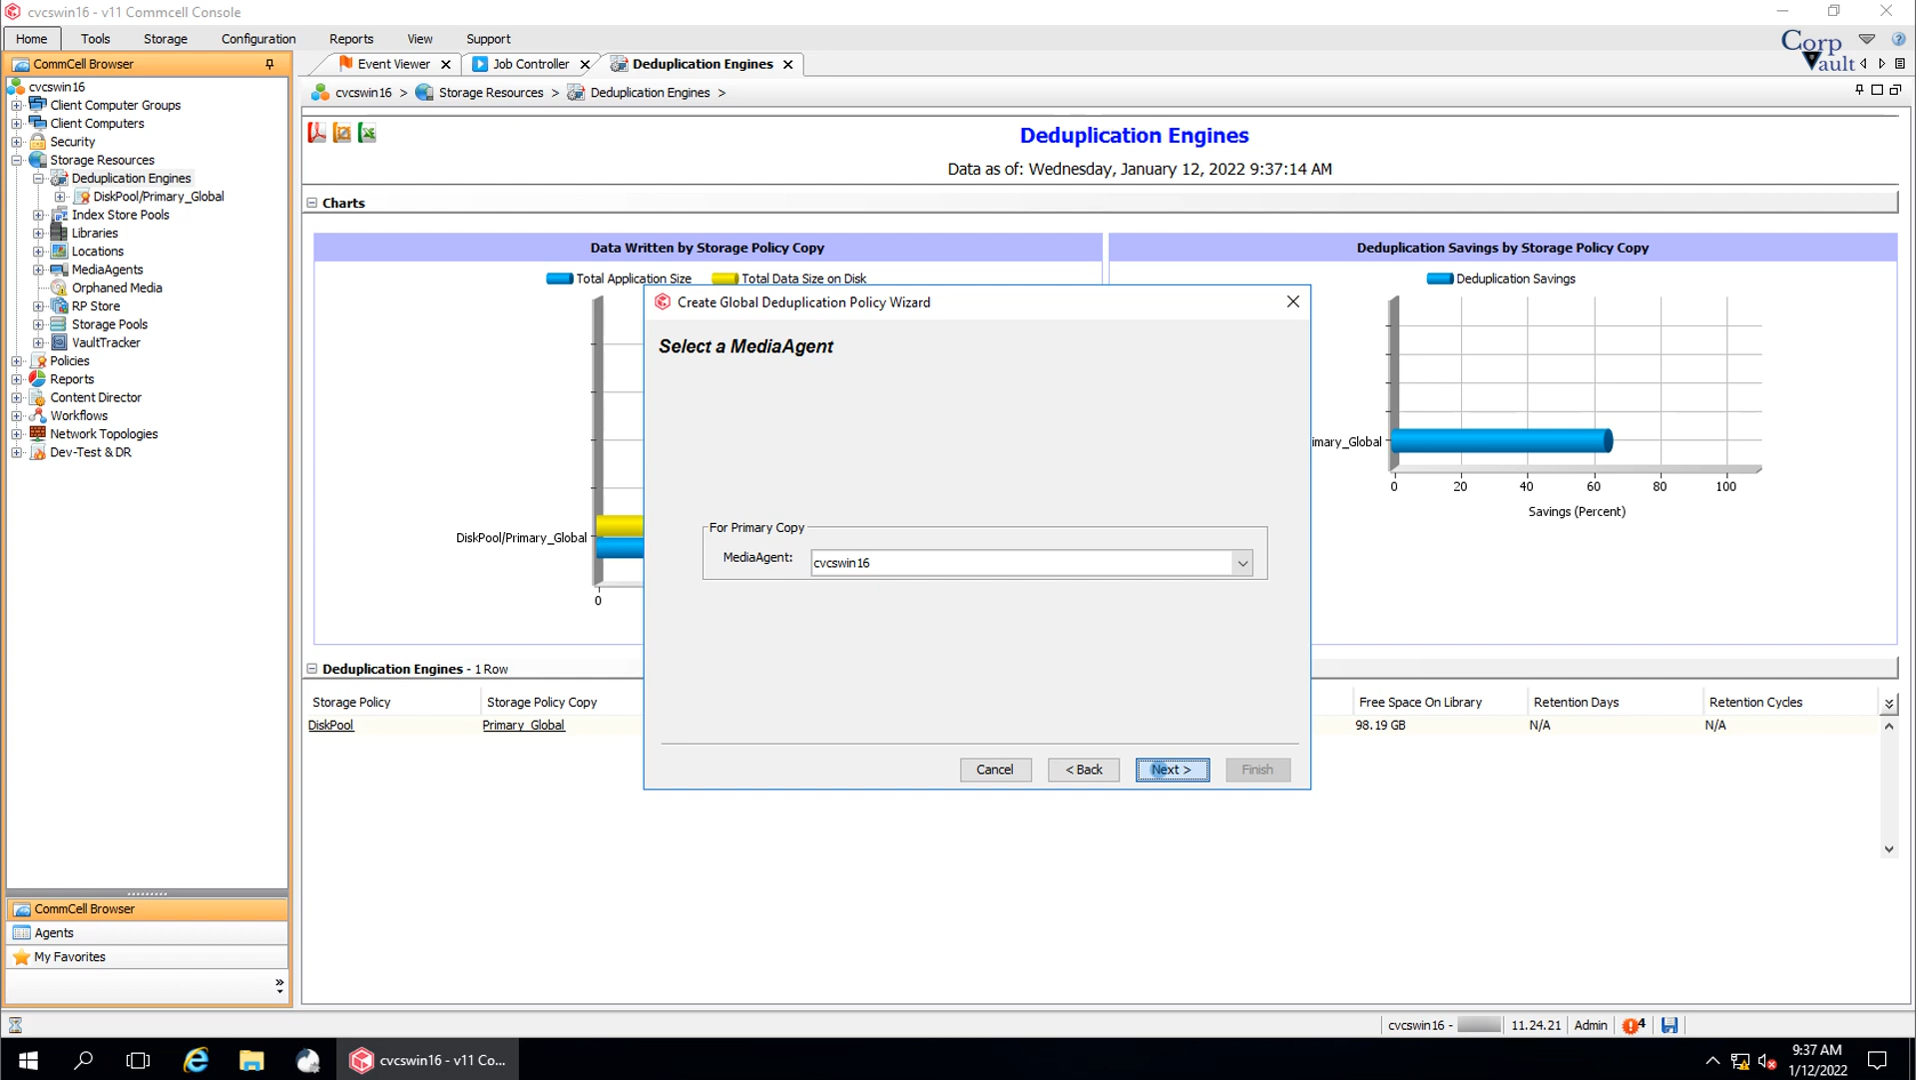 cvcswin16 - v11 Commcell Console
Home Tools Storage Configuration Reports View Support
Corp Vault
CommCell Browser
cvcswin16
Client Computer Groups
Client Computers
Security
Storage Resources
Deduplication Engines
DiskPool/Primary_Global
Index Store Pools
Libraries
Locations
MediaAgents
Orphaned Media
RP Store
Storage Pools
VaultTracker
Policies
Reports
Content Director
Workflows
Network Topologies
Dev-Test & DR
CommCell Browser
Agents
My Favorites
Event Viewer Job Controller Deduplication Engines
cvcswin16 > Storage Resources > Deduplication Engines >
Deduplication Engines
Data as of: Wednesday, January 12, 2022 9:37:14 AM
Charts
Data Written by Storage Policy Copy
Total Application Size Total Data Size on Disk
DiskPool/Primary_Global
0
Deduplication Savings by Storage Policy Copy
Deduplication Savings
imary_Global
0 20 40 60 80 100
Savings (Percent)
Create Global Deduplication Policy Wizard
Select a MediaAgent
For Primary Copy
MediaAgent: cvcswin16
Cancel < Back Next > Finish
Deduplication Engines - 1 Row
Storage Policy Storage Policy Copy Free Space On Library Retention Days Retention Cycles
DiskPool Primary_Global 98.19 GB N/A N/A
cvcswin16 - 11.24.21 Admin 4
cvcswin16 - v11 Co...
9:37 AM
1/12/2022